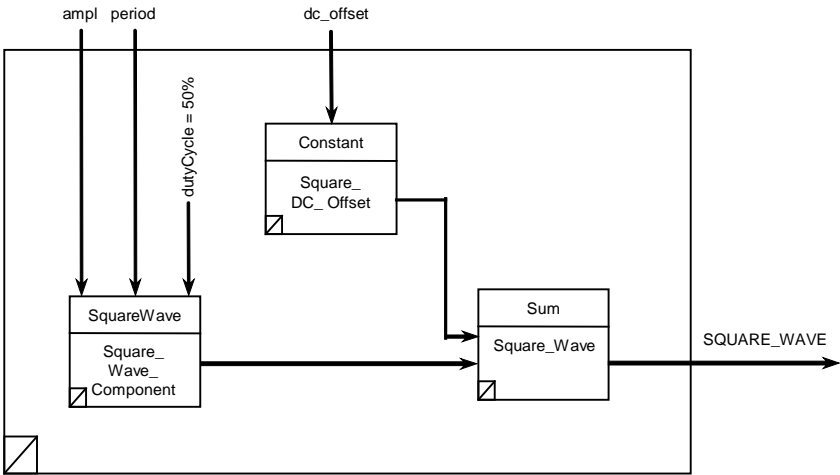 ampl
period
dc_offset
dutyCycle = 50%
Constant
Square_
DC_ Offset
SquareWave
Square_
Wave_
Component
Sum
Square_Wave
SQUARE_WAVE